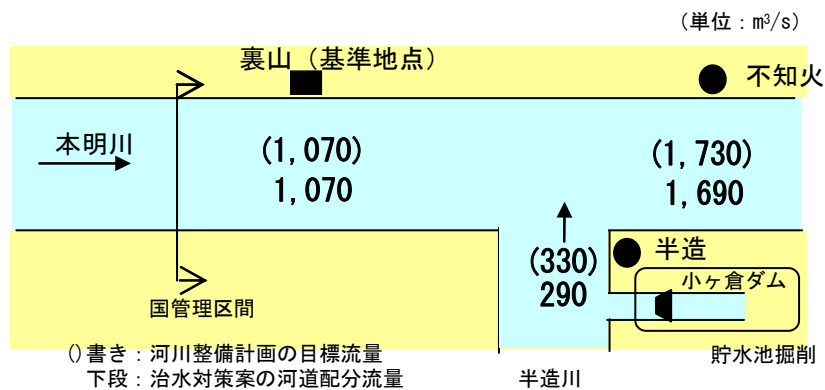 (単位:m³/s)
裏山(基準地点)
不知火
本明川
(1,070)
1,070
(1,730)
1,690
(330)
290
半造
小ヶ倉ダム
国管理区間
()書き:河川整備計画の目標流量
下段:治水対策案の河道配分流量
半造川
貯水池掘削